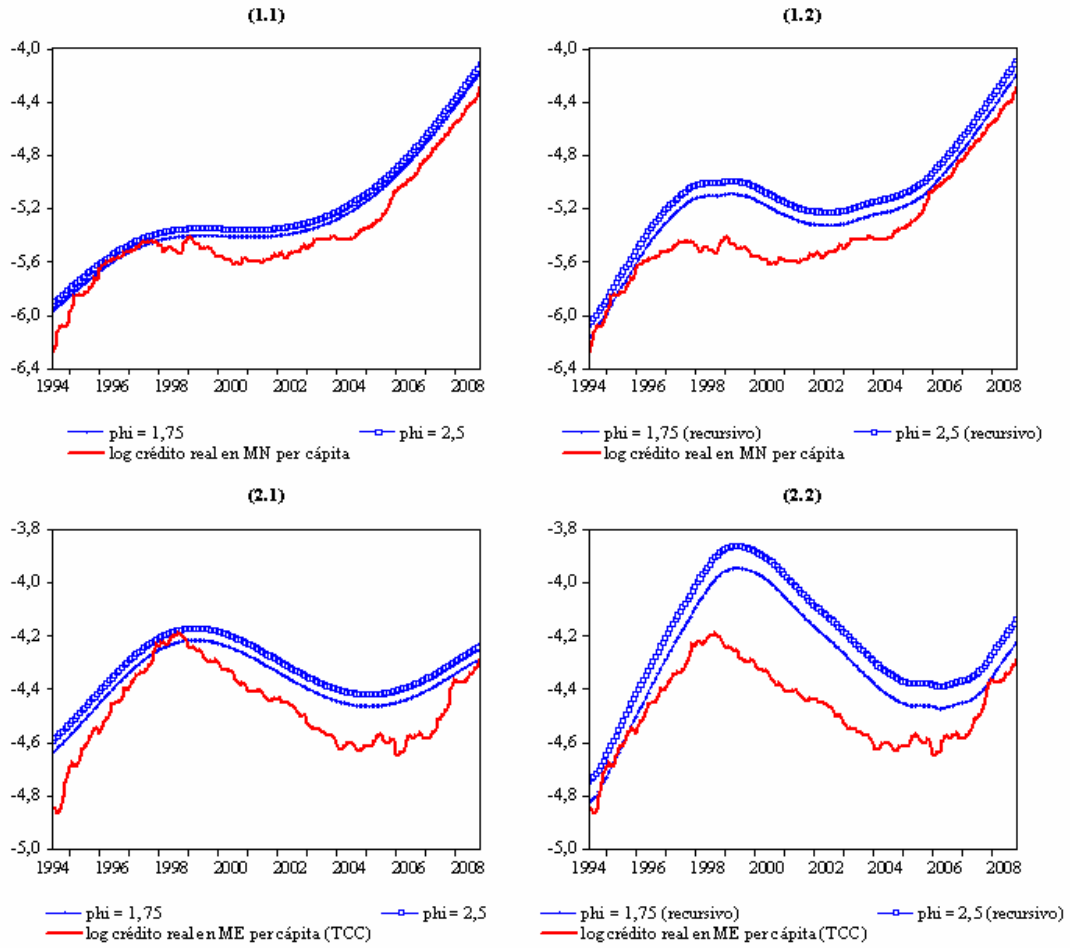 (1.1)
-4,0
-4,4
-4,8
-5,2
-5,6
-6,0
-6,4
1994 1996 1998 2000 2002 2004 2006 2008
phi = 1,75
phi = 2,5
log crédito real en MN per cápita
(1.2)
-4,0
-4,4
-4,8
-5,2
-5,6
-6,0
-6,4
1994 1996 1998 2000 2002 2004 2006 2008
phi = 1,75 (recursivo)
phi = 2,5 (recursivo)
log crédito real en MN per cápita
(2.1)
-3,8
-4,0
-4,2
-4,4
-4,6
-4,8
-5,0
1994 1996 1998 2000 2002 2004 2006 2008
phi = 1,75
phi = 2,5
log crédito real en ME per cápita (TCC)
(2.2)
-3,8
-4,0
-4,2
-4,4
-4,6
-4,8
-5,0
1994 1996 1998 2000 2002 2004 2006 2008
phi = 1,75 (recursivo)
phi = 2,5 (recursivo)
log crédito real en ME per cápita (TCC)